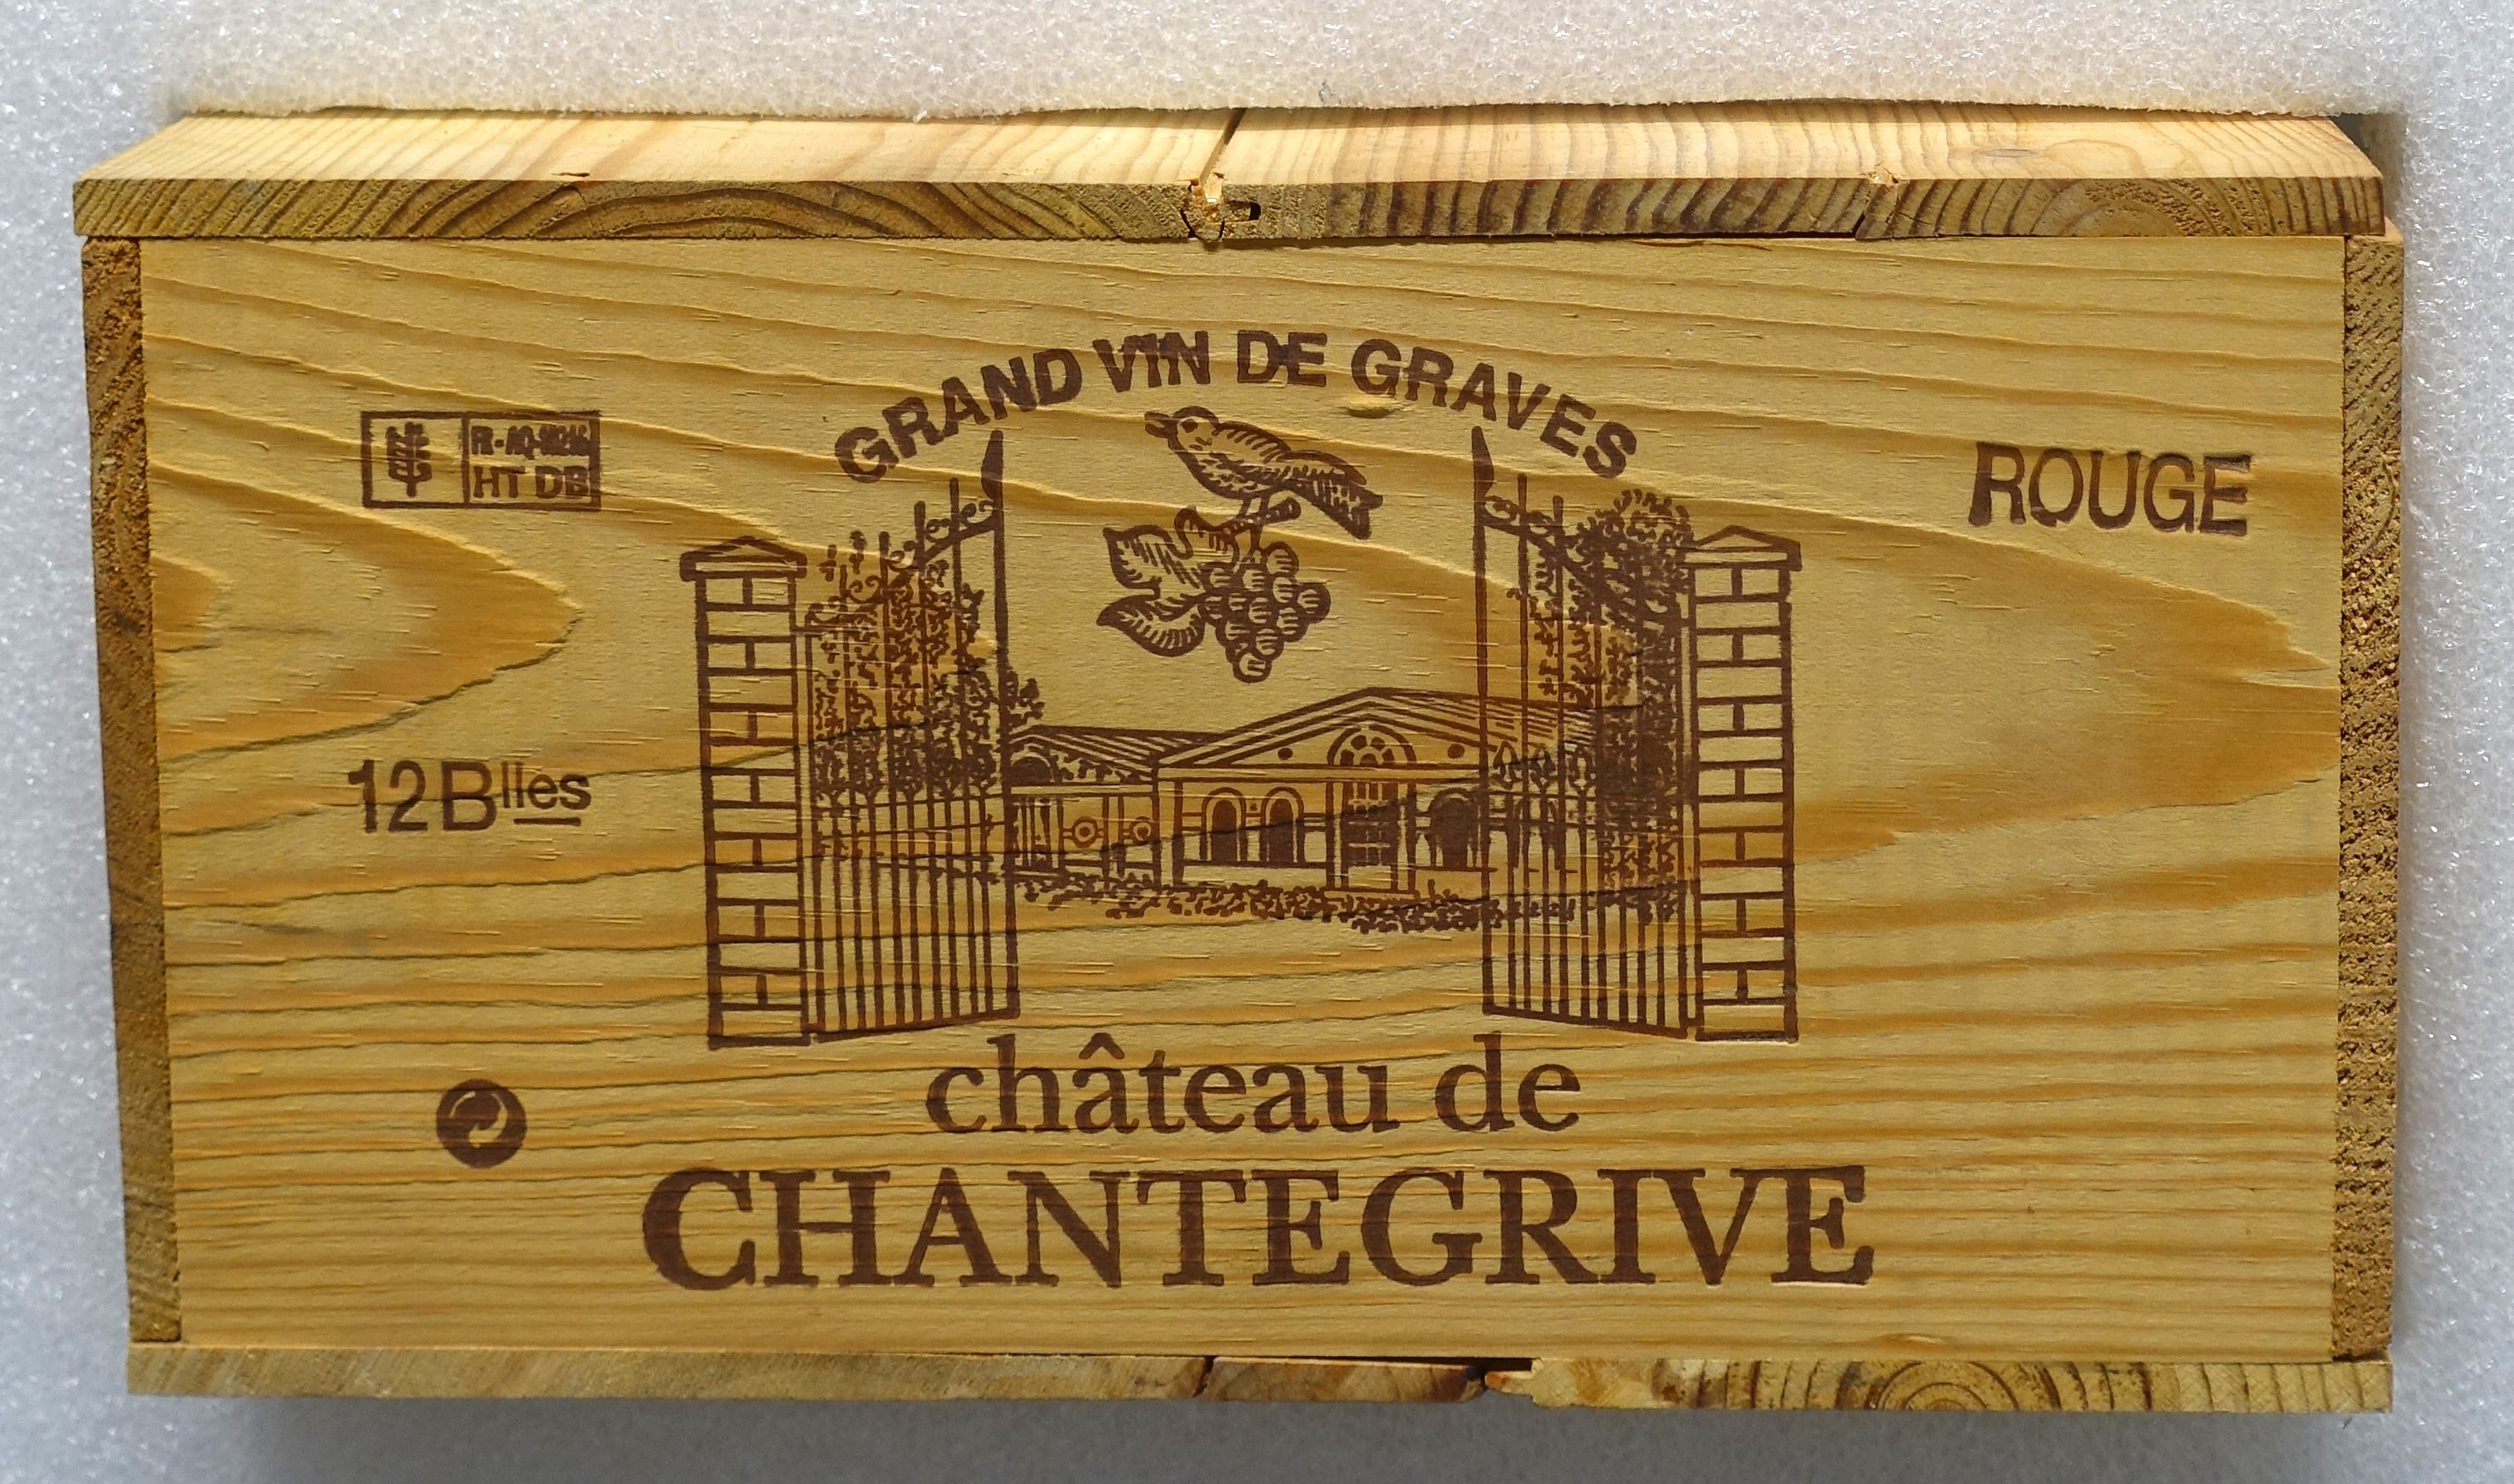 GRAND VIN DE GRAVES
HT DB
ROUGE
12 Blles
château de
CHANTEGRIVE